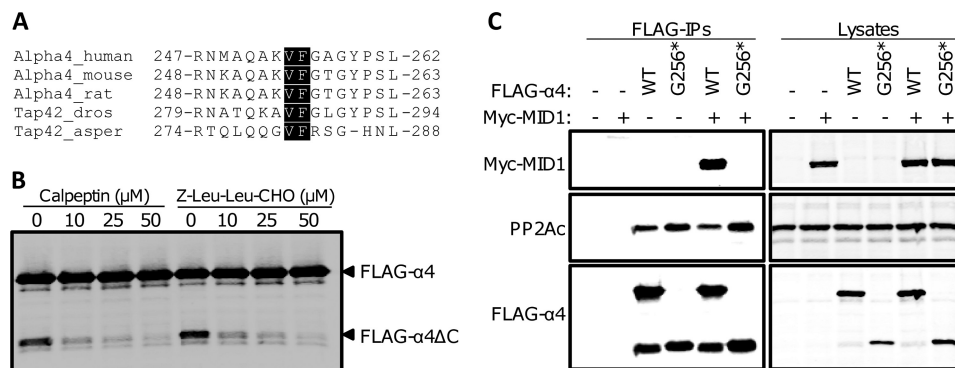 A
Alpha4_human 247-RNMAQAKVFGAGYPSL-262
Alpha4_mouse 248-RNKAQAKVFGTGYPSL-263
Alpha4_rat 248-RNKAQAKVFGTGYPSL-263
Tap42_dros 279-RNATQKAVFGLGYPSL-294
Tap42_asper 274-RTQLQQGVFRSG-HNL-288
B
Calpeptin (µM) Z-Leu-Leu-CHO (µM)
0 10 25 50 0 10 25 50
FLAG-α4
FLAG-α4ΔC
C
FLAG-IPs Lysates
FLAG-α4: - - WT G256* WT G256* - - WT G256* WT G256*
Myc-MID1: - + - - + + - + - - + +
Myc-MID1
PP2Ac
FLAG-α4